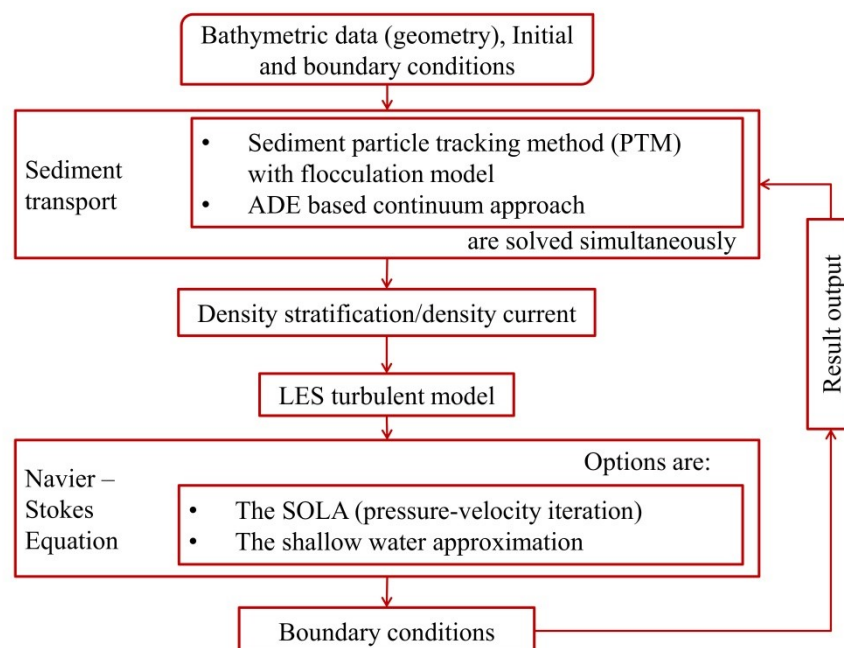 Bathymetric data (geometry), Initial
and boundary conditions
Sediment
transport
• Sediment particle tracking method (PTM)
with flocculation model
• ADE based continuum approach
are solved simultaneously
Density stratification/density current
LES turbulent model
Navier –
Stokes
Equation
Options are:
• The SOLA (pressure-velocity iteration)
• The shallow water approximation
Boundary conditions
Result output